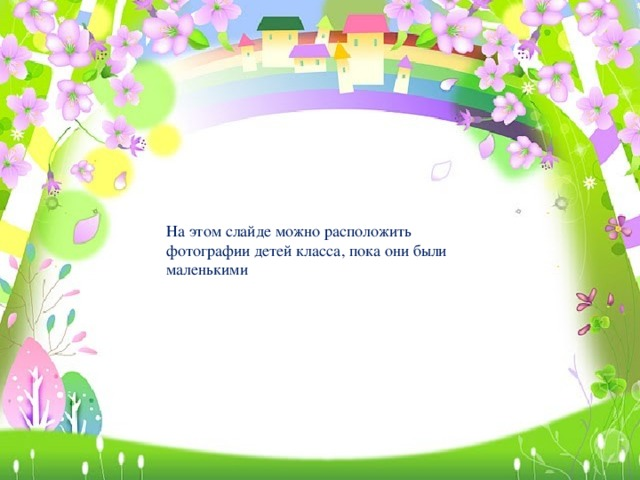 На этом слайде можно расположить
фотографии детей класса, пока они были
маленькими